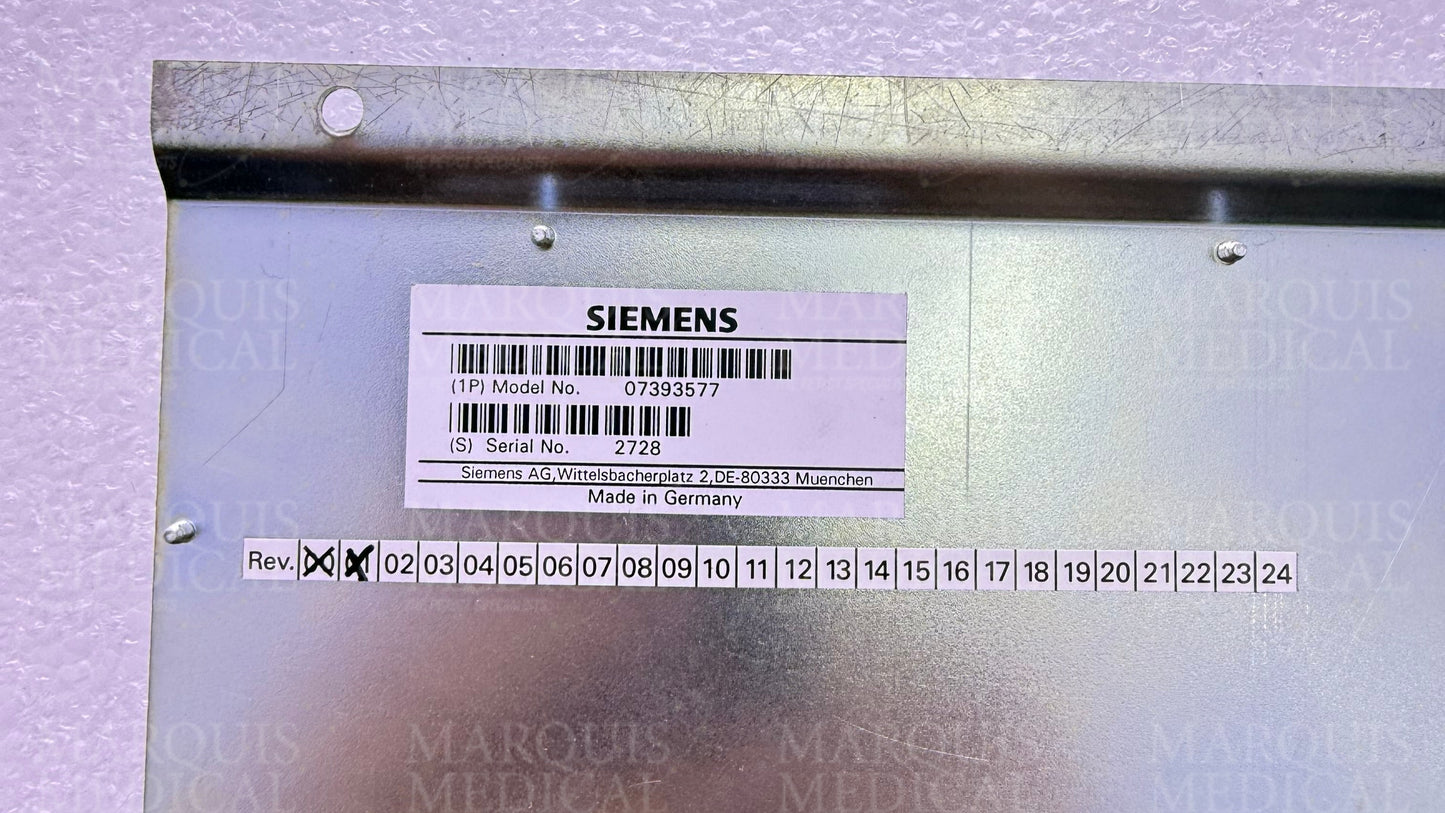 SIEMENS
(1P) Model No. 07393577
(S) Serial No. 2728
Siemens AG,Wittelsbacherplatz 2,DE-80333 Muenchen
Made in Germany
Rev. 00 01 02 03 04 05 06 07 08 09 10 11 12 13 14 15 16 17 18 19 20 21 22 23 24
MARQUIS
MEDICAL